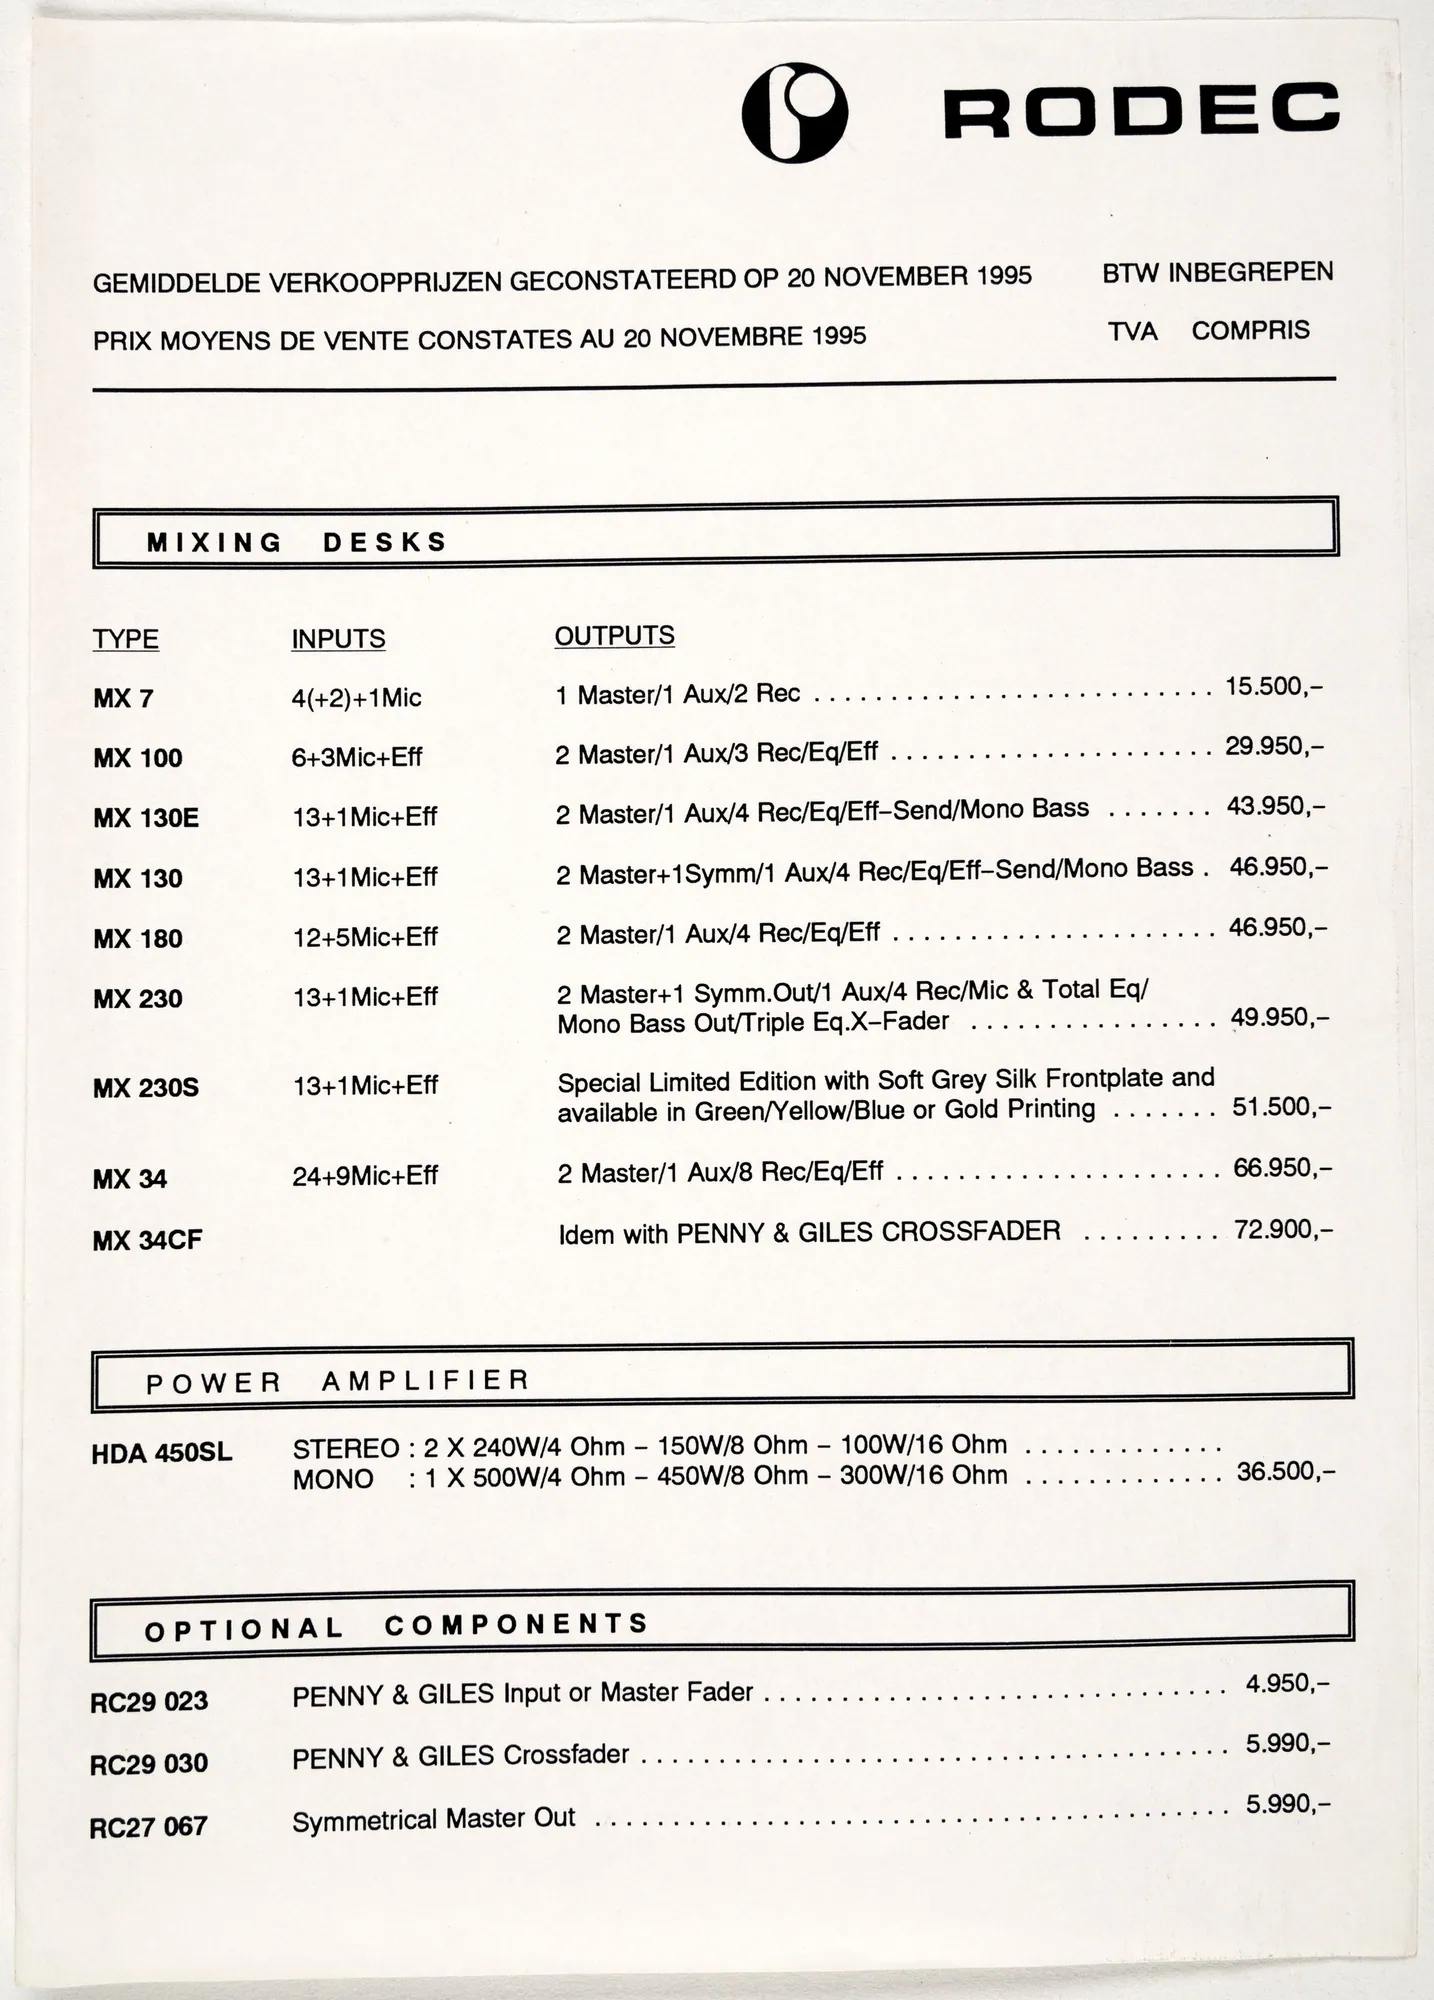 RODEC
GEMIDDELDE VERKOOPPRIJZEN GECONSTATEERD OP 20 NOVEMBER 1995 BTW INBEGREPEN
PRIX MOYENS DE VENTE CONSTATES AU 20 NOVEMBRE 1995 TVA COMPRIS
MIXING DESKS
TYPE INPUTS OUTPUTS
MX 7 4(+2)+1Mic 1 Master/1 Aux/2 Rec . . . . . . . . . . . . . . . . . . . . . . . . . . 15.500,–
MX 100 6+3Mic+Eff 2 Master/1 Aux/3 Rec/Eq/Eff . . . . . . . . . . . . . . . . . . . . . 29.950,–
MX 130E 13+1Mic+Eff 2 Master/1 Aux/4 Rec/Eq/Eff–Send/Mono Bass . . . . . . . 43.950,–
MX 130 13+1Mic+Eff 2 Master+1Symm/1 Aux/4 Rec/Eq/Eff–Send/Mono Bass . 46.950,–
MX 180 12+5Mic+Eff 2 Master/1 Aux/4 Rec/Eq/Eff . . . . . . . . . . . . . . . . . . . . . 46.950,–
MX 230 13+1Mic+Eff 2 Master+1 Symm.Out/1 Aux/4 Rec/Mic & Total Eq/
Mono Bass Out/Triple Eq.X–Fader . . . . . . . . . . . . . . . . 49.950,–
MX 230S 13+1Mic+Eff Special Limited Edition with Soft Grey Silk Frontplate and
available in Green/Yellow/Blue or Gold Printing . . . . . . . 51.500,–
MX 34 24+9Mic+Eff 2 Master/1 Aux/8 Rec/Eq/Eff . . . . . . . . . . . . . . . . . . . . . 66.950,–
MX 34CF Idem with PENNY & GILES CROSSFADER . . . . . . . . . 72.900,–
POWER AMPLIFIER
HDA 450SL STEREO : 2 X 240W/4 Ohm – 150W/8 Ohm – 100W/16 Ohm . . . . . . . . . . . . .
MONO : 1 X 500W/4 Ohm – 450W/8 Ohm – 300W/16 Ohm . . . . . . . . . . . . . 36.500,–
OPTIONAL COMPONENTS
RC29 023 PENNY & GILES Input or Master Fader . . . . . . . . . . . . . . . . . . . . . . . . . . . . . . 4.950,–
RC29 030 PENNY & GILES Crossfader . . . . . . . . . . . . . . . . . . . . . . . . . . . . . . . . . . . . . . 5.990,–
RC27 067 Symmetrical Master Out . . . . . . . . . . . . . . . . . . . . . . . . . . . . . . . . . . . . . . . . . 5.990,–